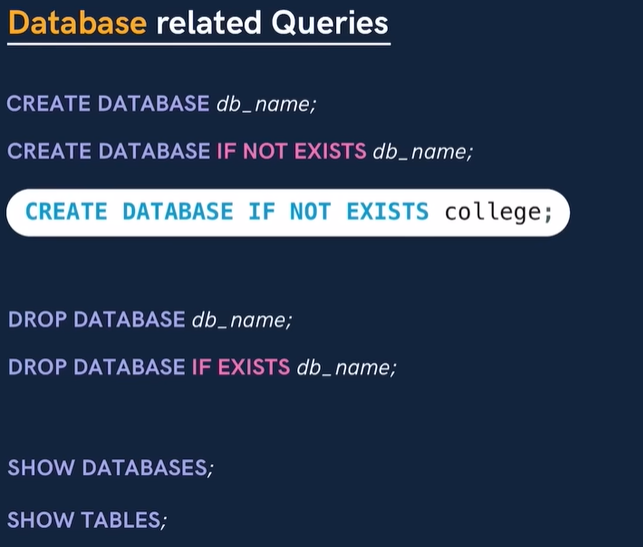 Database related Queries
CREATE DATABASE db_name;
CREATE DATABASE IF NOT EXISTS db_name;
CREATE DATABASE IF NOT EXISTS college;
DROP DATABASE db_name;
DROP DATABASE IF EXISTS db_name;
SHOW DATABASES;
SHOW TABLES;